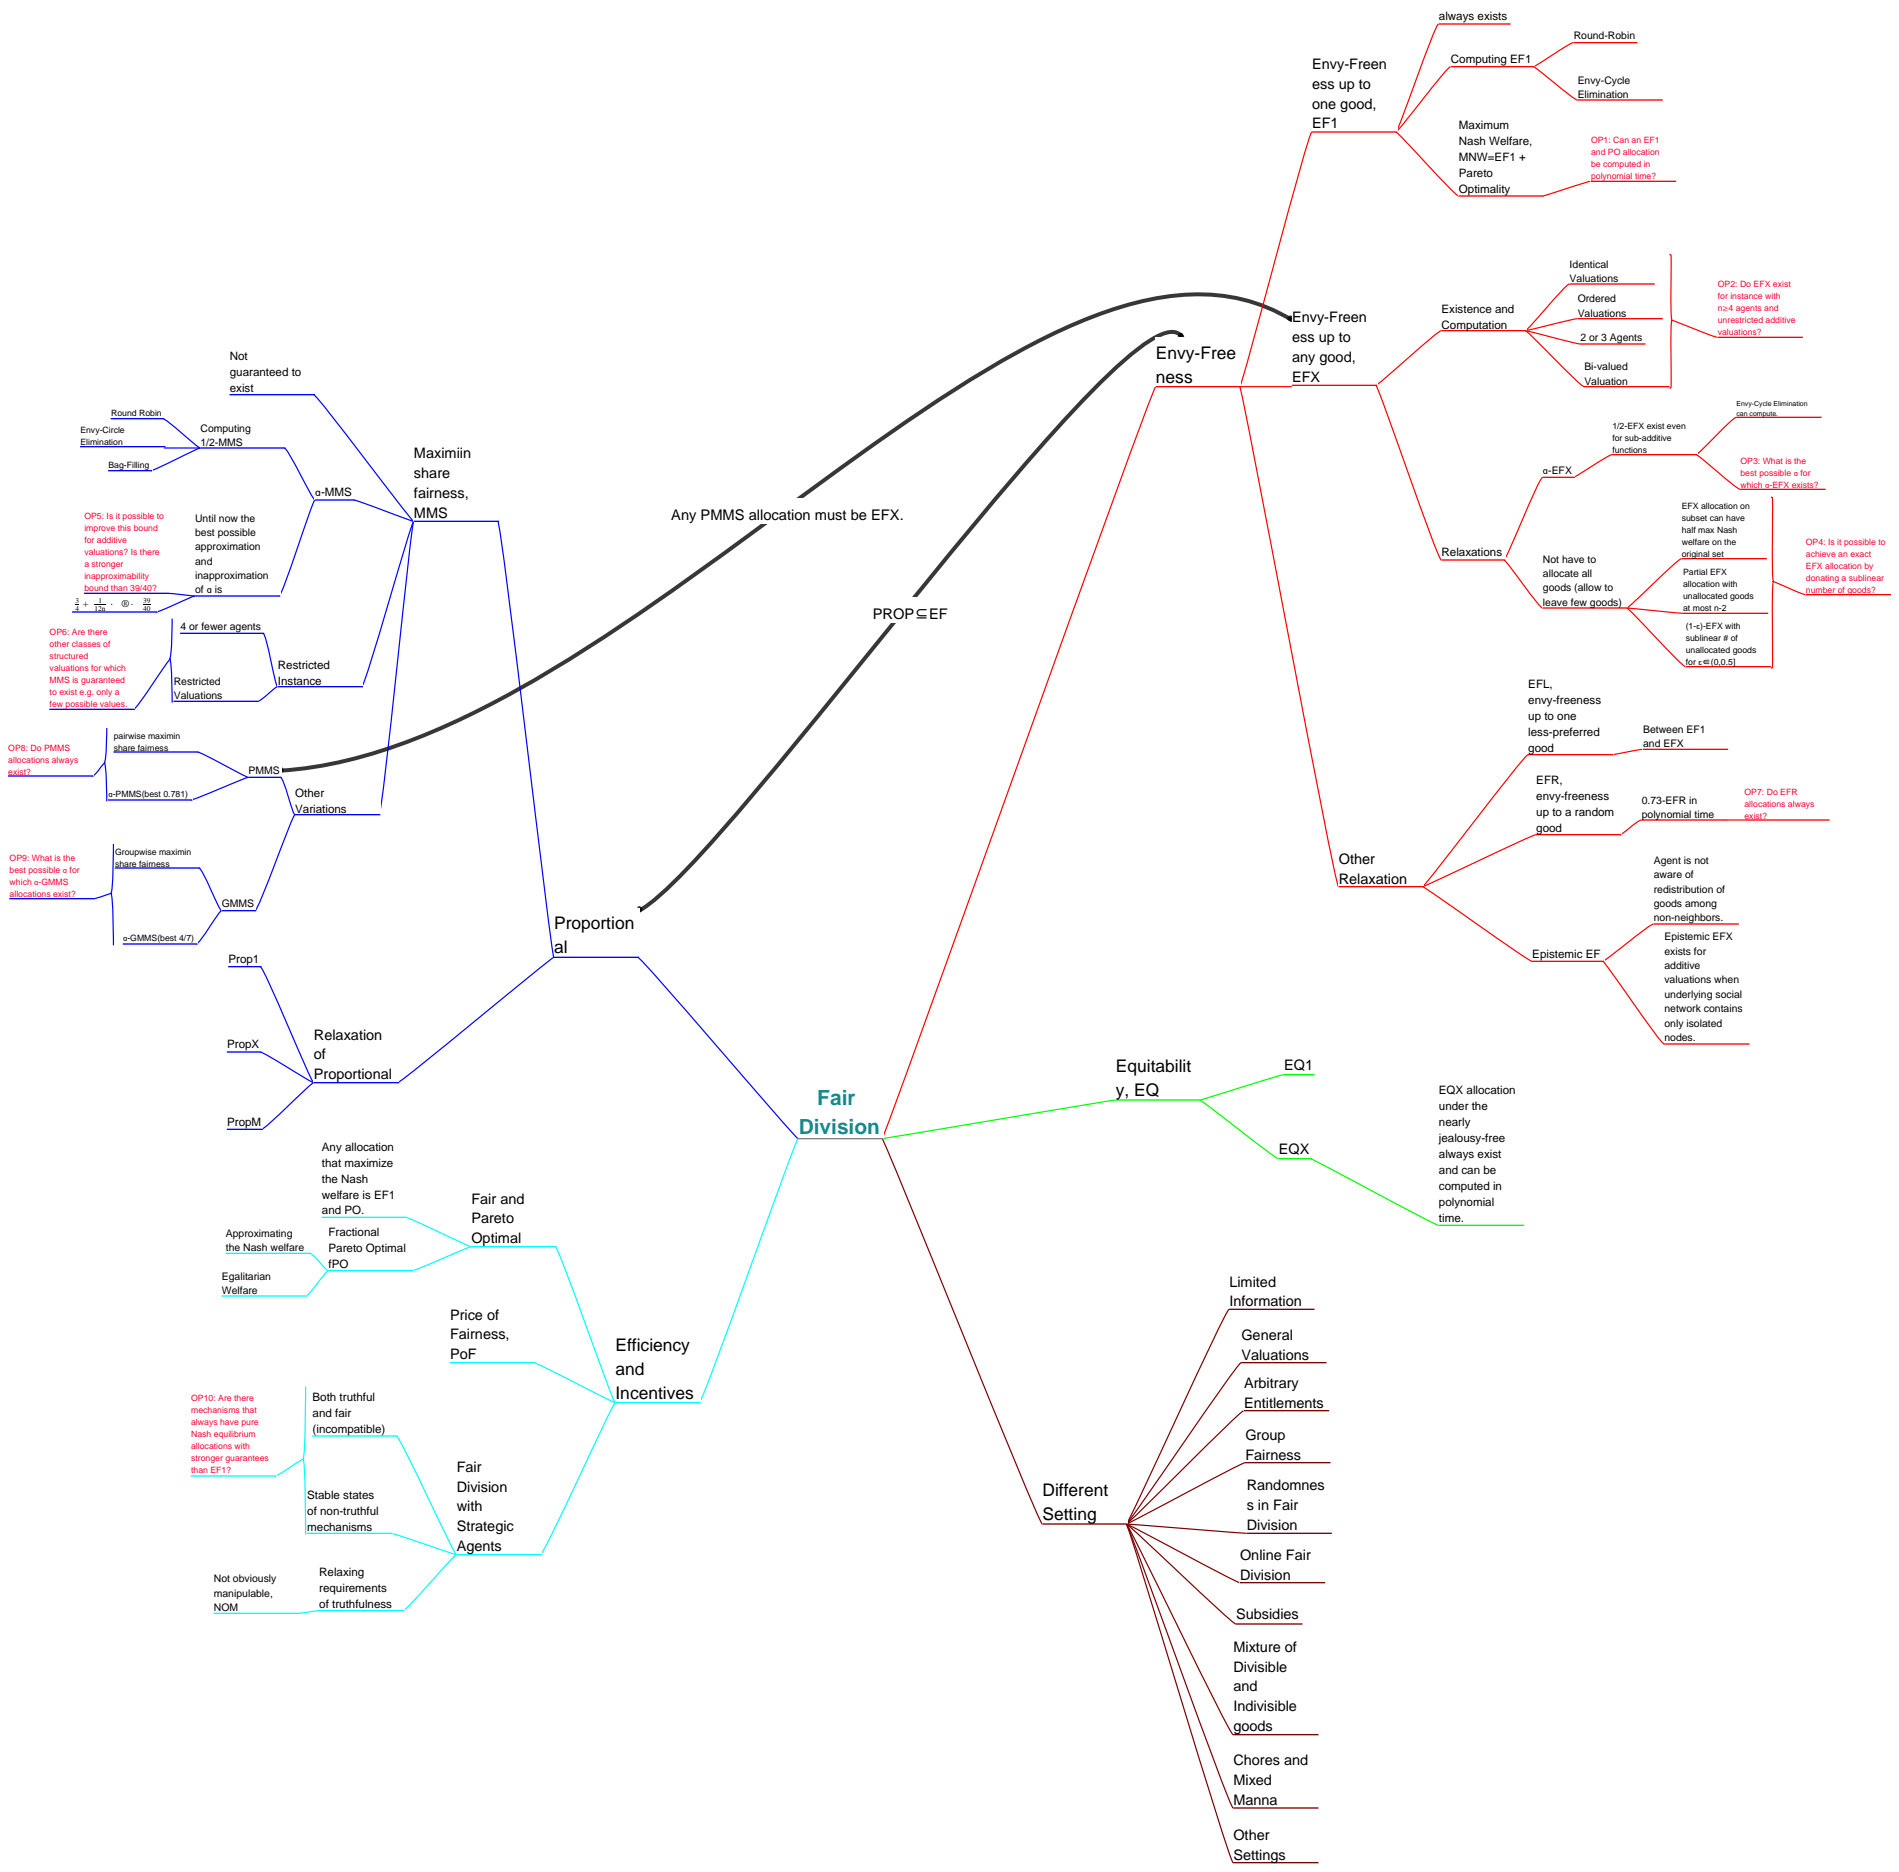 Fair
Division
Envy-Free
ness
Envy-Freen
ess up to
one good,
EF1
always exists
Computing EF1
Round-Robin
Envy-Cycle
Elimination
Maximum
Nash Welfare,
MNW=EF1 +
Pareto
Optimality
OP1: Can an EF1
and PO allocation
be computed in
polynomial time?
Envy-Freen
ess up to
any good,
EFX
Existence and
Computation
Identical
Valuations
Ordered
Valuations
2 or 3 Agents
Bi-valued
Valuation
OP2: Do EFX exist
for instance with
n≥4 agents and
unrestricted additive
valuations?
Relaxations
α-EFX
1/2-EFX exist even
for sub-additive
functions
Envy-Cycle Elimination
can compute.
OP3: What is the
best possible α for
which α-EFX exists?
Not have to
allocate all
goods (allow to
leave few goods)
EFX allocation on
subset can have
half max Nash
welfare on the
original set
Partial EFX
allocation with
unallocated goods
at most n-2
(1-ε)-EFX with
sublinear # of
unallocated goods
for ε∈(0,0.5]
OP4: Is it possible to
achieve an exact
EFX allocation by
donating a sublinear
number of goods?
Other
Relaxation
EFL,
envy-freeness
up to one
less-preferred
good
Between EF1
and EFX
EFR,
envy-freeness
up to a random
good
0.73-EFR in
polynomial time
OP7: Do EFR
allocations always
exist?
Epistemic EF
Agent is not
aware of
redistribution of
goods among
non-neighbors.
Epistemic EFX
exists for
additive
valuations when
underlying social
network contains
only isolated
nodes.
Equitabilit
y, EQ
EQ1
EQX
EQX allocation
under the
nearly
jealousy-free
always exist
and can be
computed in
polynomial
time.
Different
Setting
Limited
Information
General
Valuations
Arbitrary
Entitlements
Group
Fairness
Randomnes
s in Fair
Division
Online Fair
Division
Subsidies
Mixture of
Divisible
and
Indivisible
goods
Chores and
Mixed
Manna
Other
Settings
Any PMMS allocation must be EFX.
PROP⊆EF
Proportion
al
Maximiin
share
fairness,
MMS
Not
guaranteed to
exist
α-MMS
Computing
1/2-MMS
Round Robin
Envy-Circle
Elimination
Bag-Filling
Until now the
best possible
approximation
and
inapproximation
of α is
OP5: Is it possible to
improve this bound
for additive
valuations? Is there
a stronger
inapproximability
bound than 39/40?
3/4 + 1/12n · ® · 39/40
Restricted
Instance
4 or fewer agents
Restricted
Valuations
OP6: Are there
other classes of
structured
valuations for which
MMS is guaranteed
to exist e.g. only a
few possible values.
Other
Variations
PMMS
pairwise maximin
share fairness
α-PMMS(best 0.781)
OP8: Do PMMS
allocations always
exist?
GMMS
Groupwise maximin
share fairness
α-GMMS(best 4/7)
OP9: What is the
best possible α for
which α-GMMS
allocations exist?
Relaxation
of
Proportional
Prop1
PropX
PropM
Efficiency
and
Incentives
Fair and
Pareto
Optimal
Any allocation
that maximize
the Nash
welfare is EF1
and PO.
Fractional
Pareto Optimal
fPO
Approximating
the Nash welfare
Egalitarian
Welfare
Price of
Fairness,
PoF
Fair
Division
with
Strategic
Agents
Both truthful
and fair
(incompatible)
Stable states
of non-truthful
mechanisms
OP10: Are there
mechanisms that
always have pure
Nash equilibrium
allocations with
stronger guarantees
than EF1?
Relaxing
requirements
of truthfulness
Not obviously
manipulable,
NOM